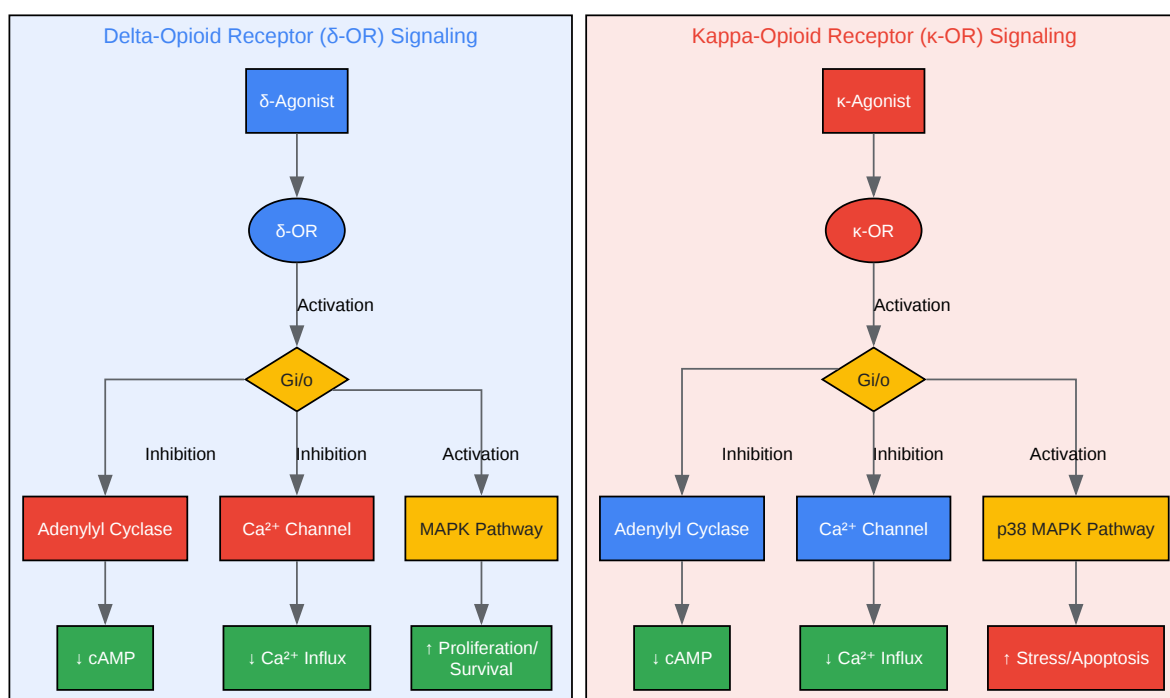 Delta-Opioid Receptor (δ-OR) Signaling
δ-Agonist
δ-OR
Activation
Gi/o
Inhibition
Inhibition
Activation
Adenylyl Cyclase
Ca²⁺ Channel
MAPK Pathway
↓ cAMP
↓ Ca²⁺ Influx
↑ Proliferation/
Survival
Kappa-Opioid Receptor (κ-OR) Signaling
κ-Agonist
κ-OR
Activation
Gi/o
Inhibition
Inhibition
Activation
Adenylyl Cyclase
Ca²⁺ Channel
p38 MAPK Pathway
↓ cAMP
↓ Ca²⁺ Influx
↑ Stress/Apoptosis